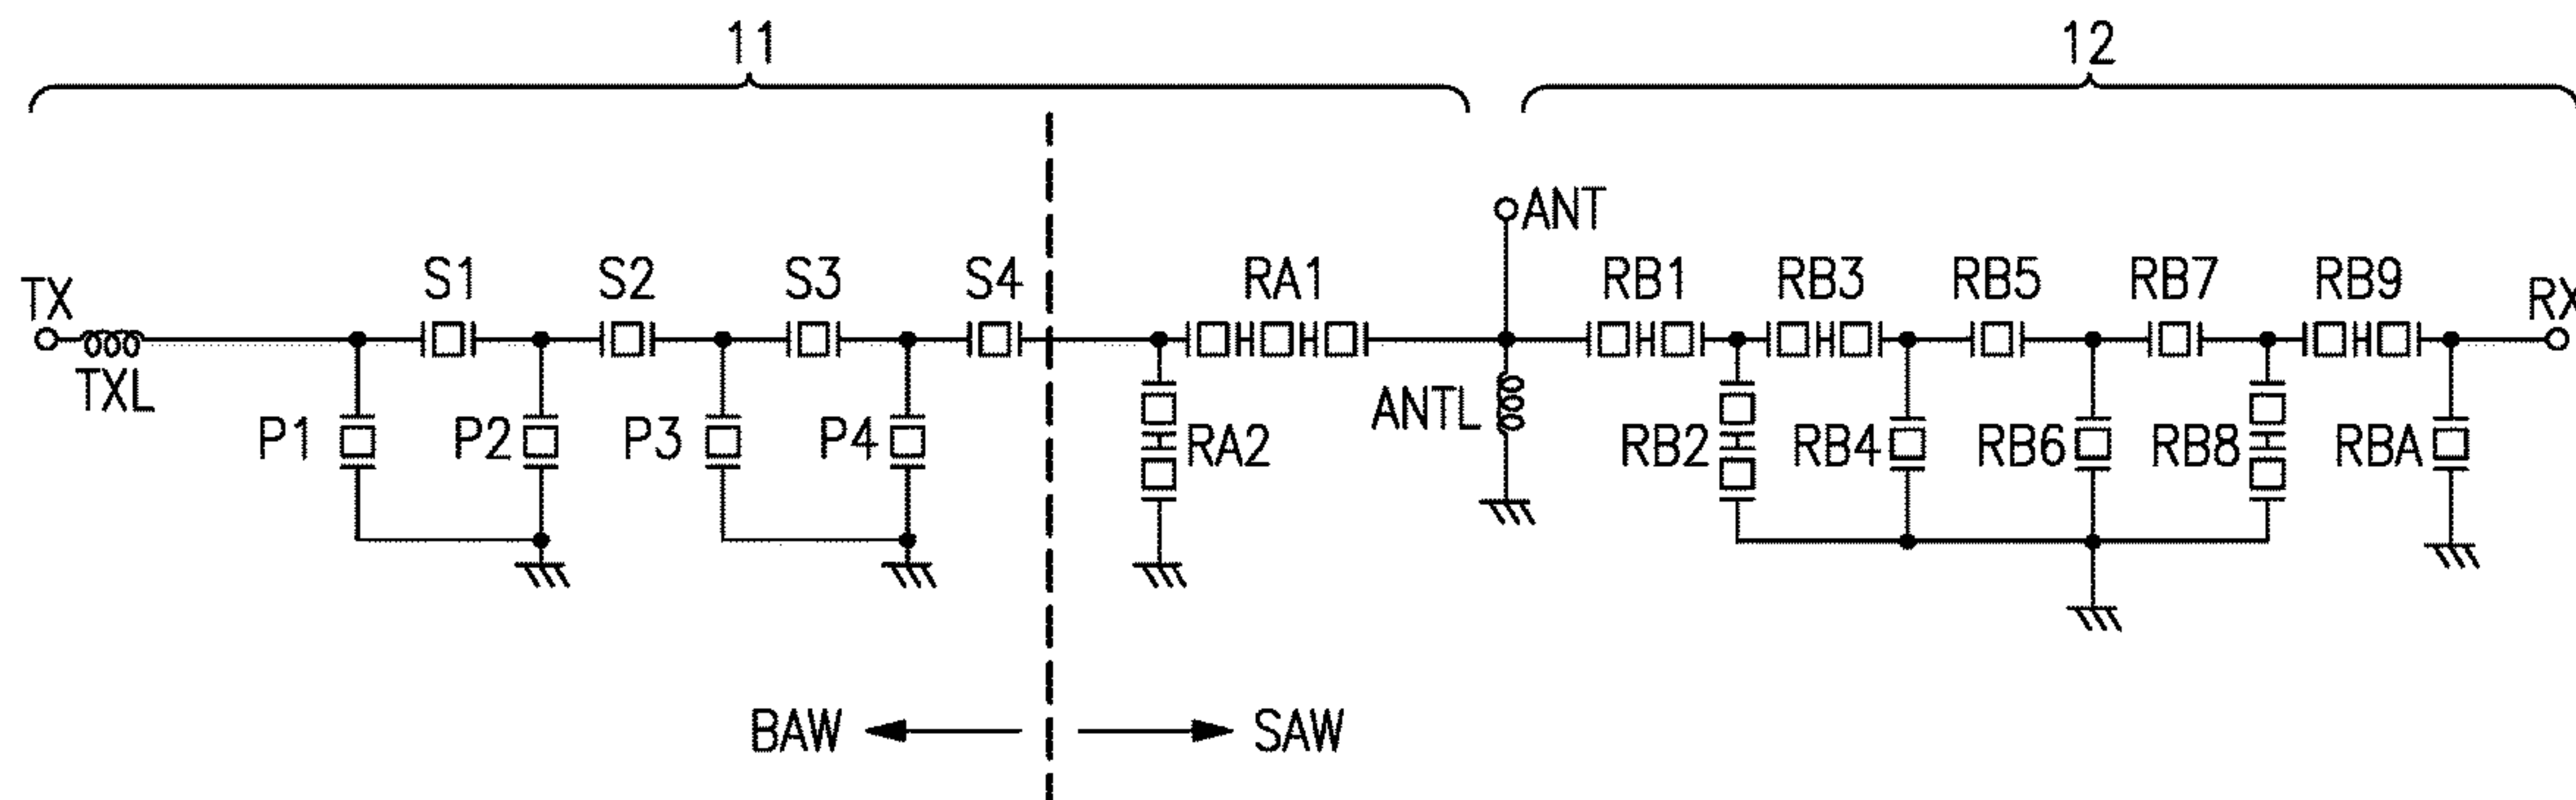 11
12
ANT
TX
S1
S2
S3
S4
RA1
RB1
RB3
RB5
RB7
RB9
RX
TXL
ANTL
P1
P2
P3
P4
RA2
RB2
RB4
RB6
RB8
RBA
BAW
SAW